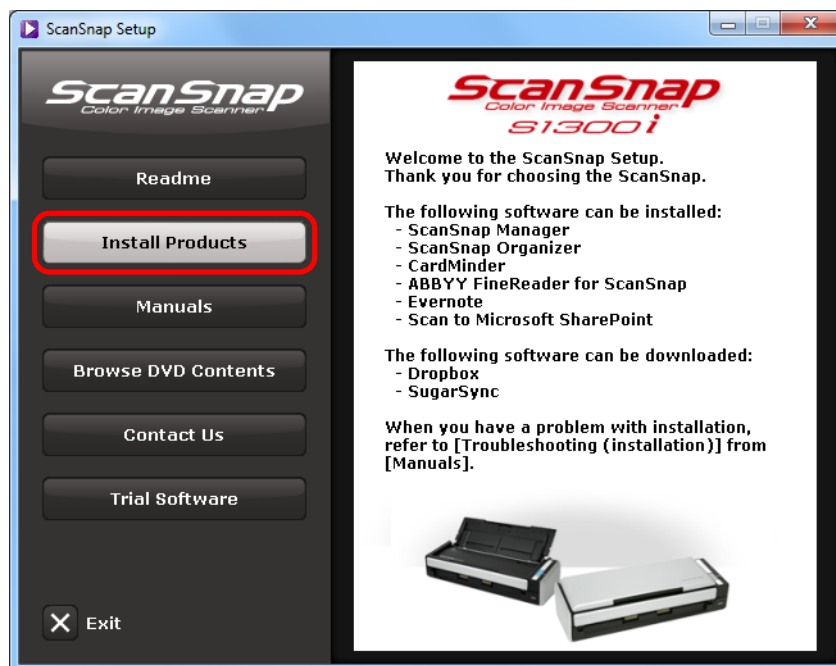 ScanSnap Setup
ScanSnap
Color Image Scanner
Readme
Install Products
Manuals
Browse DVD Contents
Contact Us
Trial Software
Exit
ScanSnap
Color Image Scanner
S1300i
Welcome to the ScanSnap Setup.
Thank you for choosing the ScanSnap.
The following software can be installed:
- ScanSnap Manager
- ScanSnap Organizer
- CardMinder
- ABBYY FineReader for ScanSnap
- Evernote
- Scan to Microsoft SharePoint
The following software can be downloaded:
- Dropbox
- SugarSync
When you have a problem with installation,
refer to [Troubleshooting (installation)] from
[Manuals].